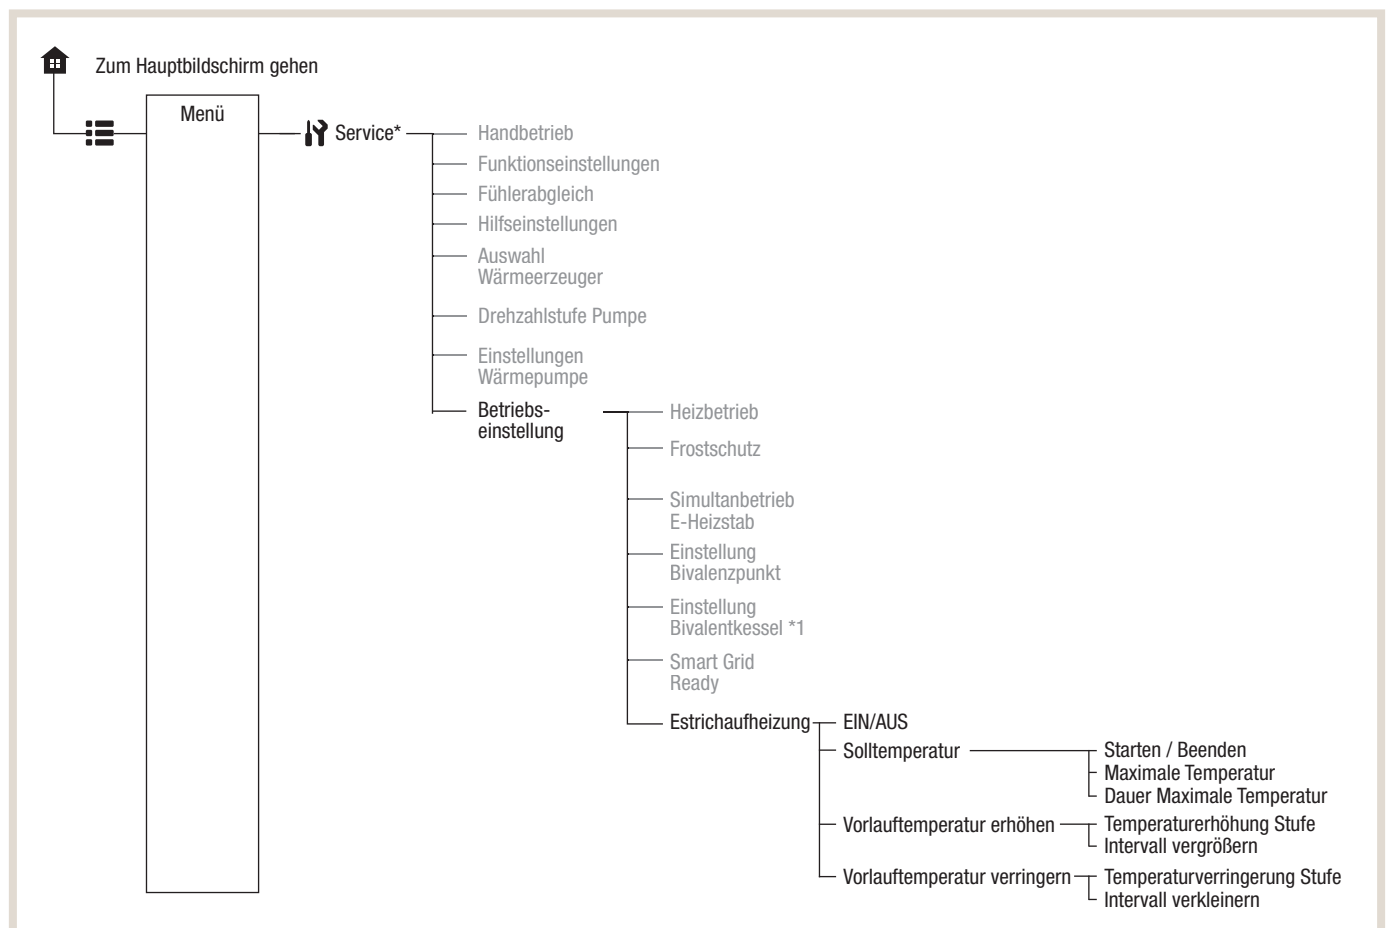 Zum Hauptbildschirm gehen
Menü
Service*
Handbetrieb
Funktionseinstellungen
Fühlerabgleich
Hilfseinstellungen
Auswahl
Wärmeerzeuger
Drehzahlstufe Pumpe
Einstellungen
Wärmepumpe
Betriebs-
einstellung
Heizbetrieb
Frostschutz
Simultanbetrieb
E-Heizstab
Einstellung
Bivalenzpunkt
Einstellung
Bivalentkessel *1
Smart Grid
Ready
Estrichaufheizung
EIN/AUS
Solltemperatur
Starten / Beenden
Maximale Temperatur
Dauer Maximale Temperatur
Vorlauftemperatur erhöhen
Temperaturerhöhung Stufe
Intervall vergrößern
Vorlauftemperatur verringern
Temperaturverringerung Stufe
Intervall verkleinern